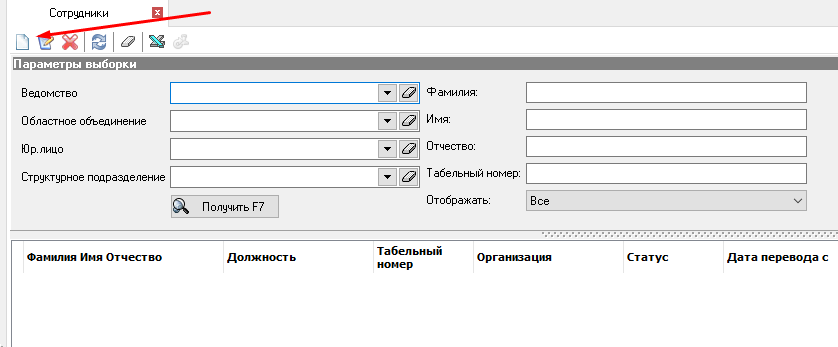 Сотрудники
Параметры выборки
Ведомство
Областное объединение
Юр.лицо
Структурное подразделение
Получить F7
Фамилия:
Имя:
Отчество:
Табельный номер:
Отображать: Все
Фамилия Имя Отчество Должность Табельный номер Организация Статус Дата перевода с